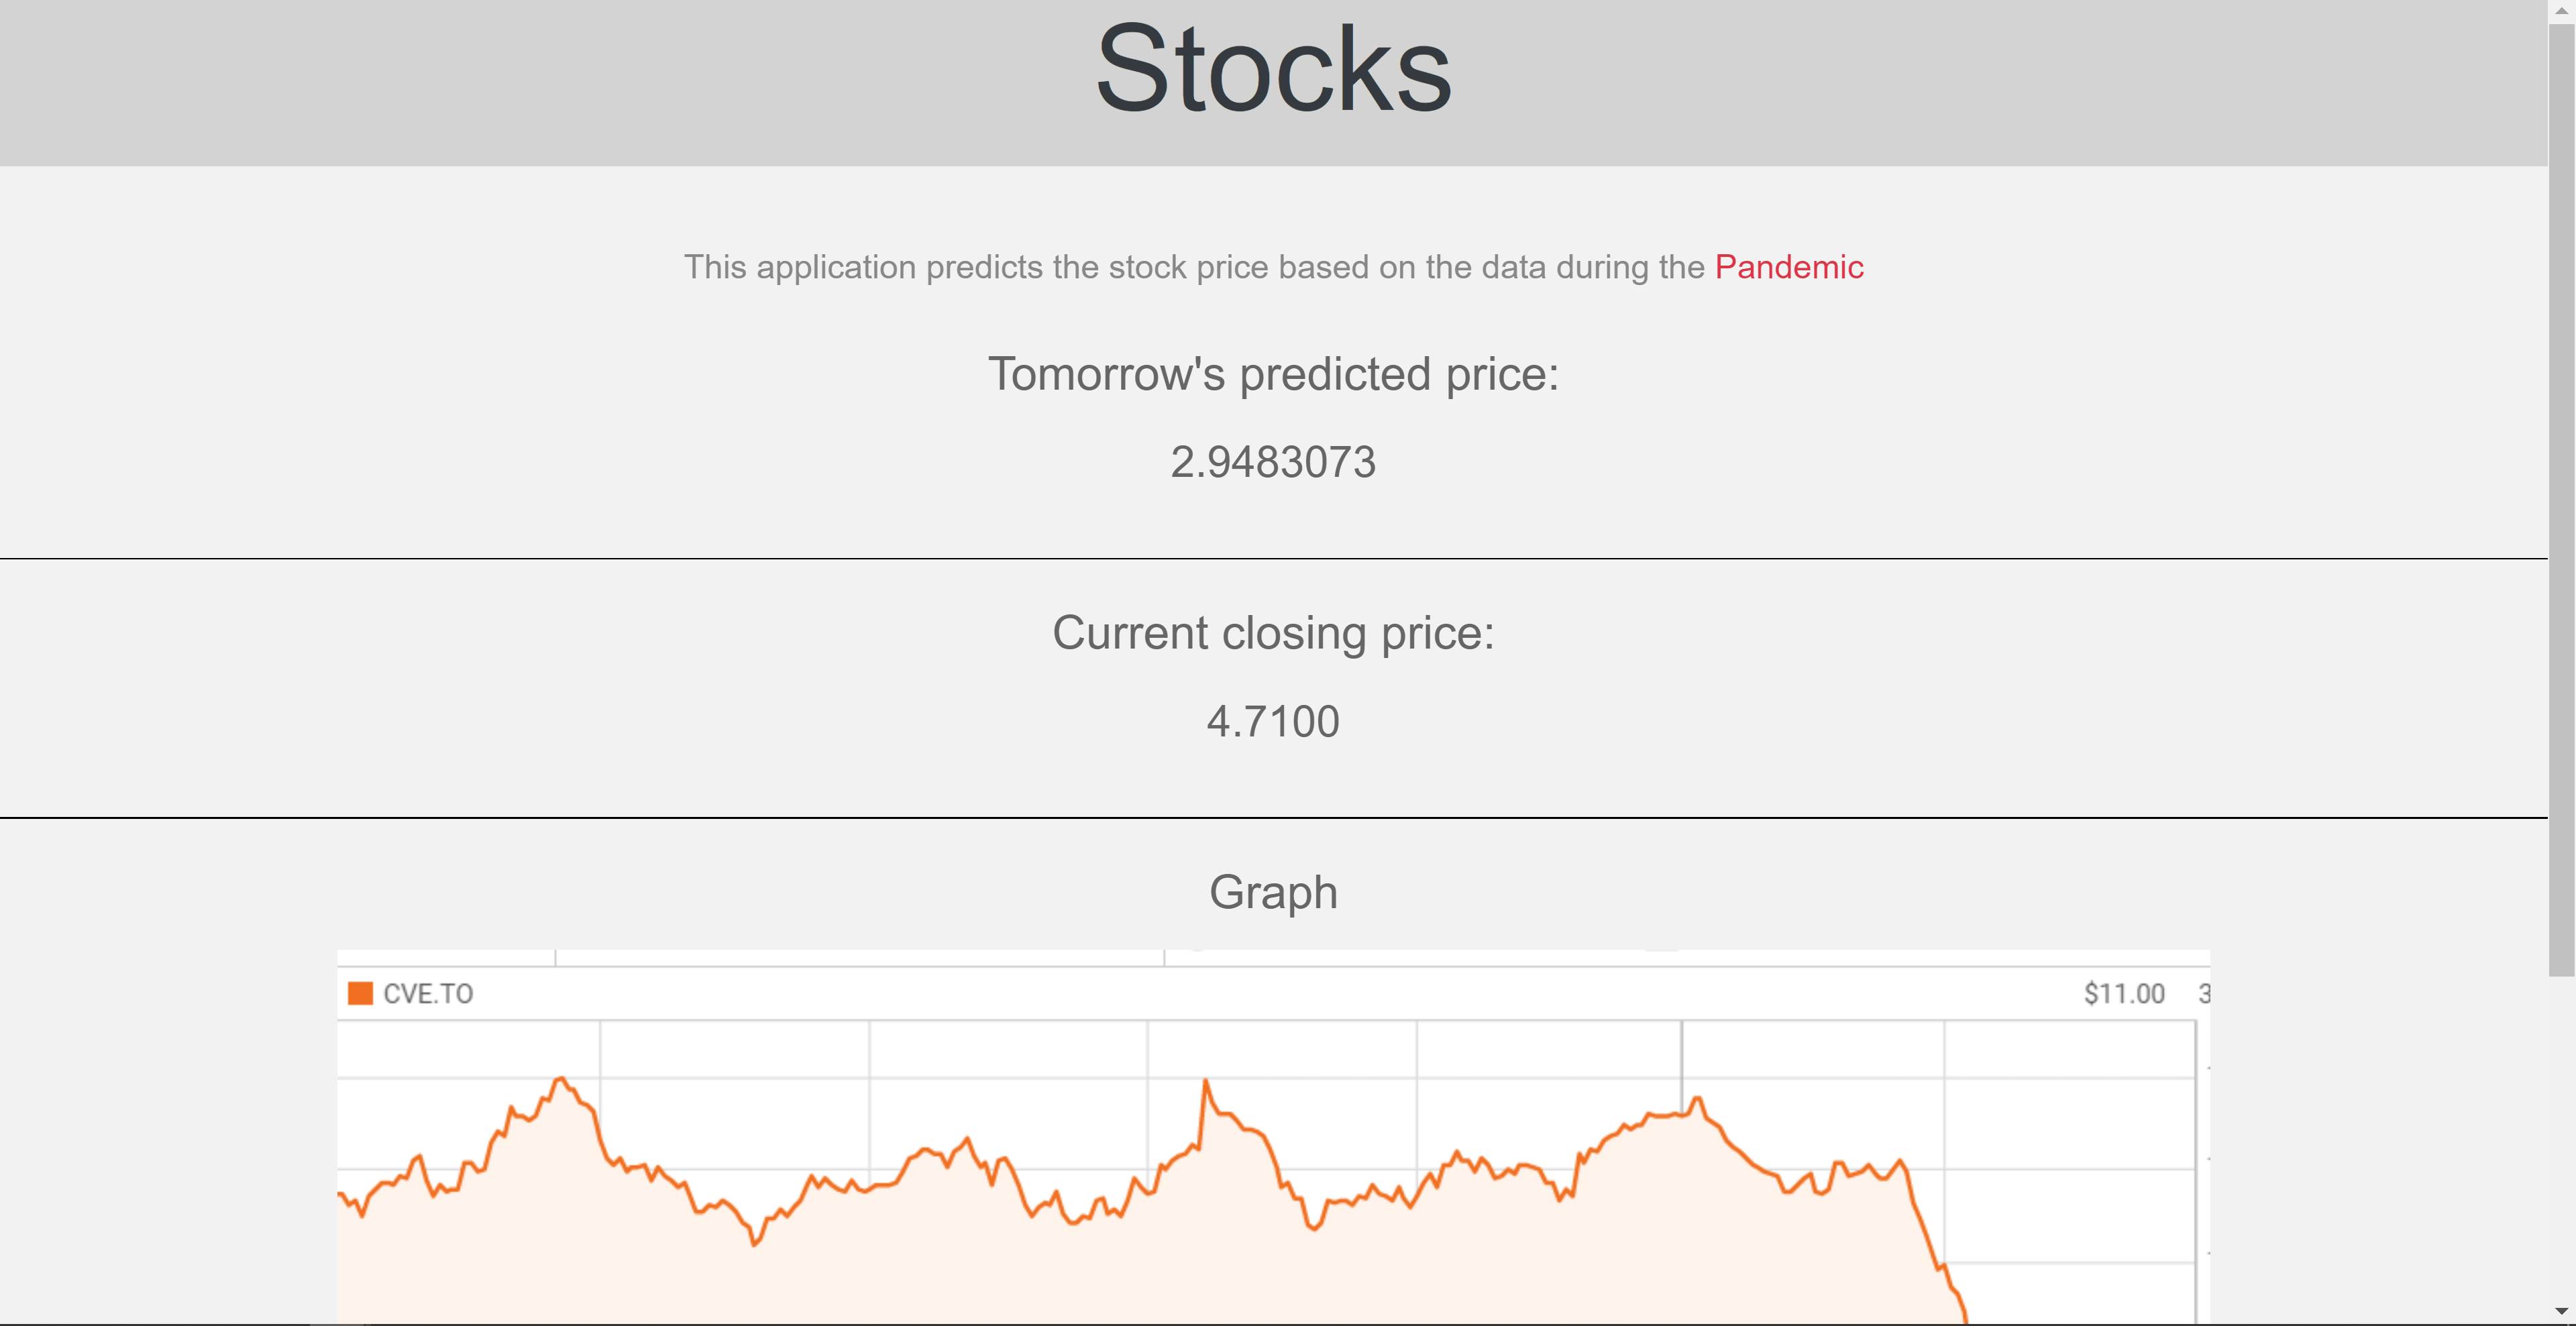 Stocks
This application predicts the stock price based on the data during the Pandemic
Tomorrow's predicted price:
2.9483073
Current closing price:
4.7100
Graph
CVE.TO $11.00 3